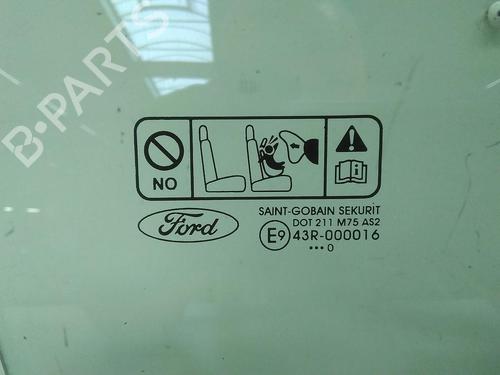 B-PARTS
NO
Ford
SAINT-GOBAIN SEKURIT
DOT 211 M75 AS2
E9 43R-000016
••• 0